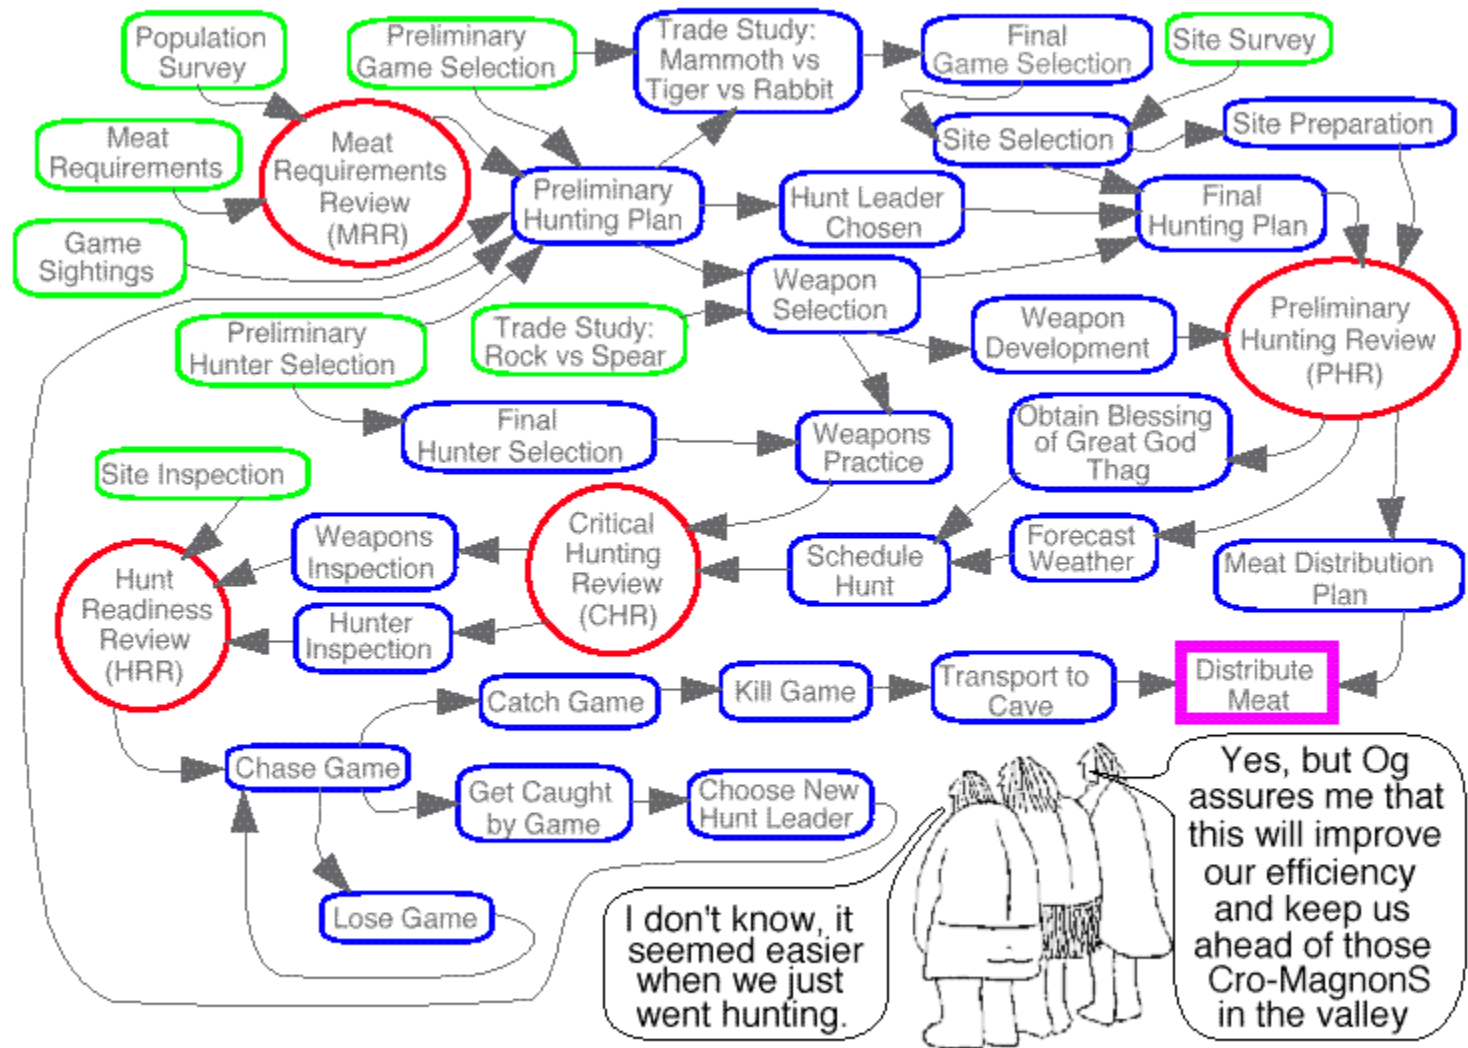 Population
Survey
Preliminary
Game Selection
Trade Study:
Mammoth vs
Tiger vs Rabbit
Final
Game Selection
Site Survey
Meat
Requirements
Meat
Requirements
Review
(MRR)
Site Selection
Site Preparation
Game
Sightings
Preliminary
Hunting Plan
Hunt Leader
Chosen
Final
Hunting Plan
Preliminary
Hunter Selection
Trade Study:
Rock vs Spear
Weapon
Selection
Weapon
Development
Preliminary
Hunting Review
(PHR)
Final
Hunter Selection
Weapons
Practice
Obtain Blessing
of Great God
Thag
Site Inspection
Weapons
Inspection
Critical
Hunting
Review
(CHR)
Schedule
Hunt
Forecast
Weather
Meat Distribution
Plan
Hunt
Readiness
Review
(HRR)
Hunter
Inspection
Catch Game
Kill Game
Transport to
Cave
Distribute
Meat
Chase Game
Get Caught
by Game
Choose New
Hunt Leader
Lose Game
I don't know, it
seemed easier
when we just
went hunting.
Yes, but Og
assures me that
this will improve
our efficiency
and keep us
ahead of those
Cro-MagnonS
in the valley